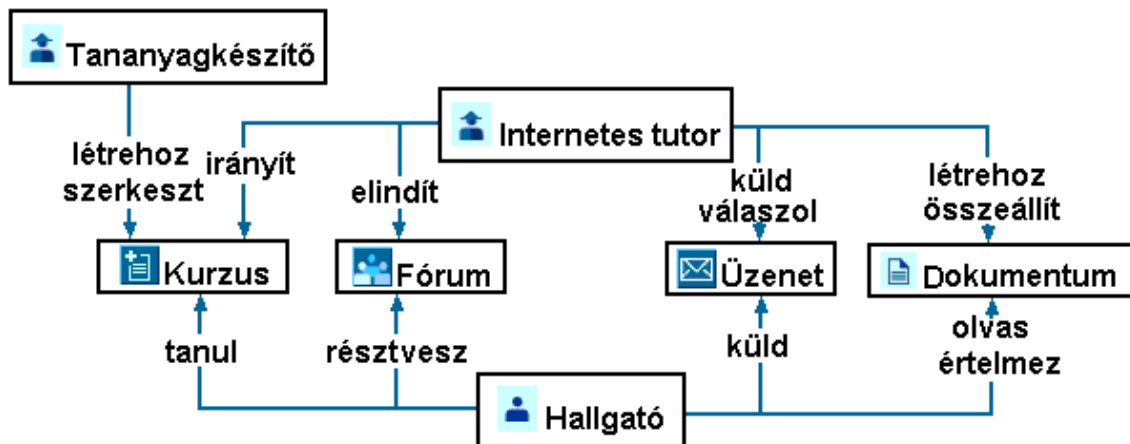 Tananyagkészítő
Internetes tutor
létrehoz
szerkeszt
irányít
elindít
küld
válaszol
létrehoz
összeállít
Kurzus
Fórum
Üzenet
Dokumentum
tanul
résztvesz
küld
olvas
értelmez
Hallgató